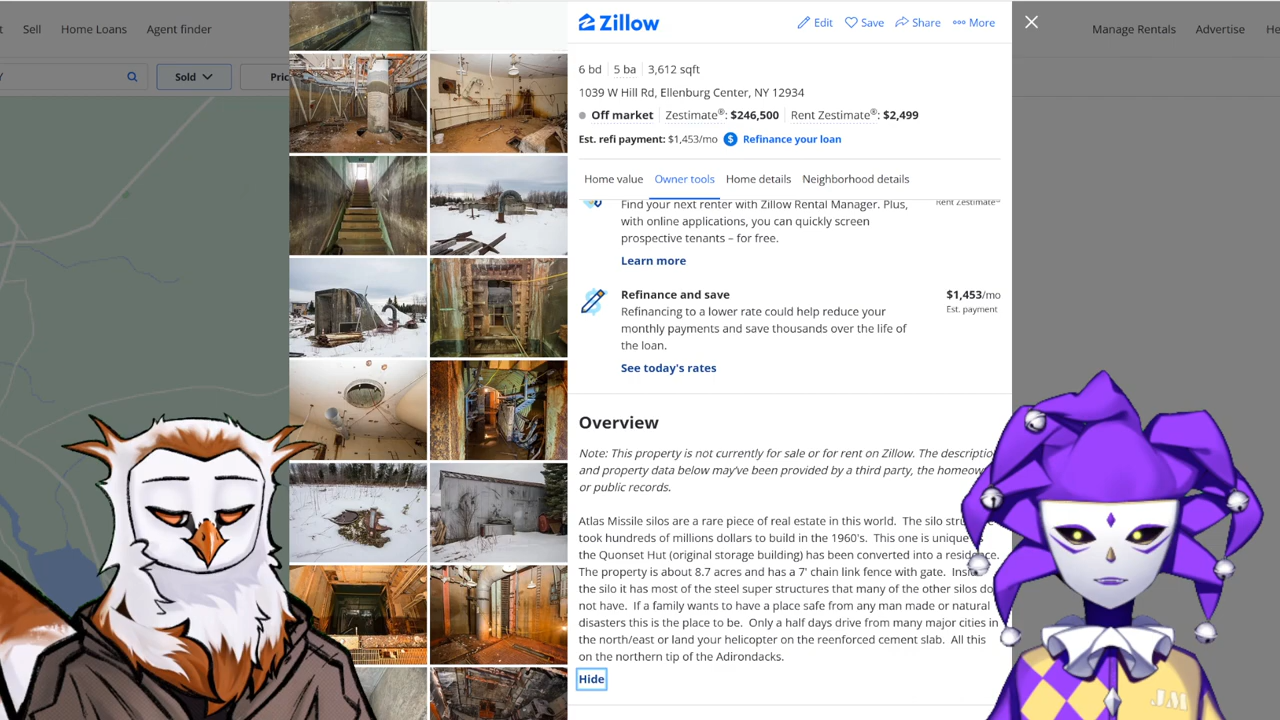 Sell Home Loans Agent finder
Zillow
Edit Save Share More
Manage Rentals Advertise
Sold
6 bd 5 ba 3,612 sqft
1039 W Hill Rd, Ellenburg Center, NY 12934
Off market Zestimate®: $246,500 Rent Zestimate®: $2,499
Est. refi payment: $1,453/mo $ Refinance your loan
Home value Owner tools Home details Neighborhood details
Find your next renter with Zillow Rental Manager. Plus, Rent Zestimate
with online applications, you can quickly screen
prospective tenants – for free.
Learn more
Refinance and save $1,453/mo
Refinancing to a lower rate could help reduce your Est. payment
monthly payments and save thousands over the life of
the loan.
See today's rates
Overview
Note: This property is not currently for sale or for rent on Zillow. The
and property data below may've been provided by a third party, the
or public records.
Atlas Missile silos are a rare piece of real estate in this world. The silo
took hundreds of millions dollars to build in the 1960's. This one is unique
the Quonset Hut (original storage building) has been converted into a
The property is about 8.7 acres and has a 7' chain link fence with gate.
the silo it has most of the steel super structures that many of the other silos do
not have. If a family wants to have a place safe from any man made or natural
disasters this is the place to be. Only a half days drive from many major cities in
the north/east or land your helicopter on the reenforced cement slab. All this
on the northern tip of the Adirondacks.
Hide
JM